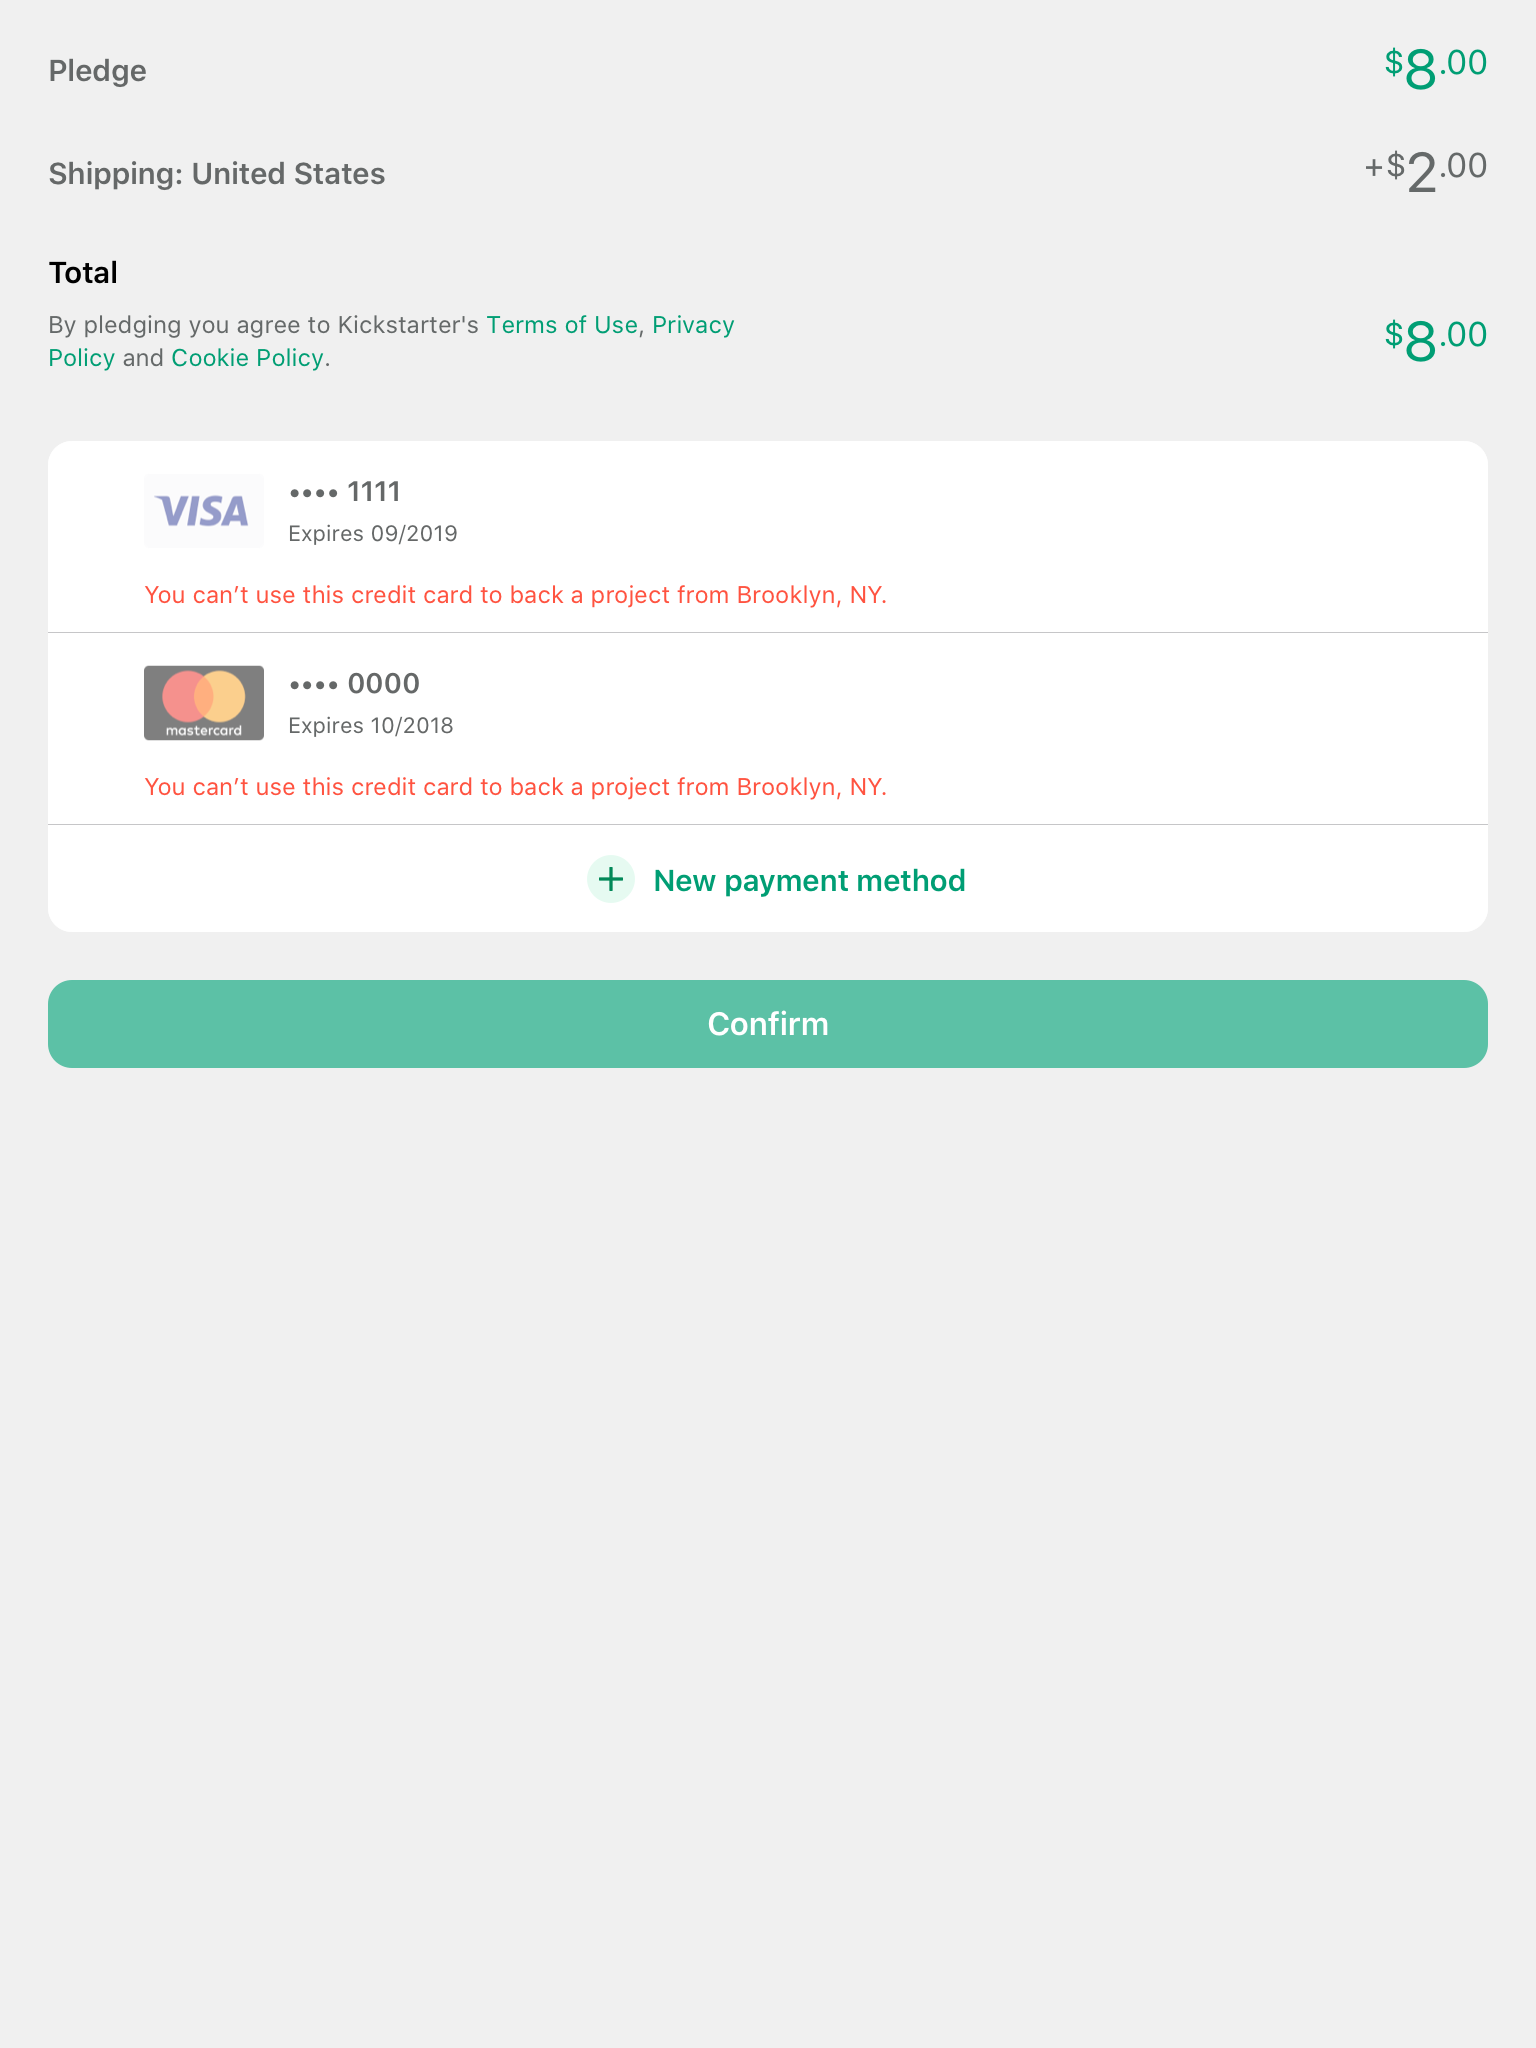 Pledge
$8.00
Shipping: United States
+$2.00
Total
By pledging you agree to Kickstarter's Terms of Use, Privacy
Policy and Cookie Policy.
$8.00
VISA
•••• 1111
Expires 09/2019
You can’t use this credit card to back a project from Brooklyn, NY.
mastercard
•••• 0000
Expires 10/2018
You can’t use this credit card to back a project from Brooklyn, NY.
New payment method
Confirm